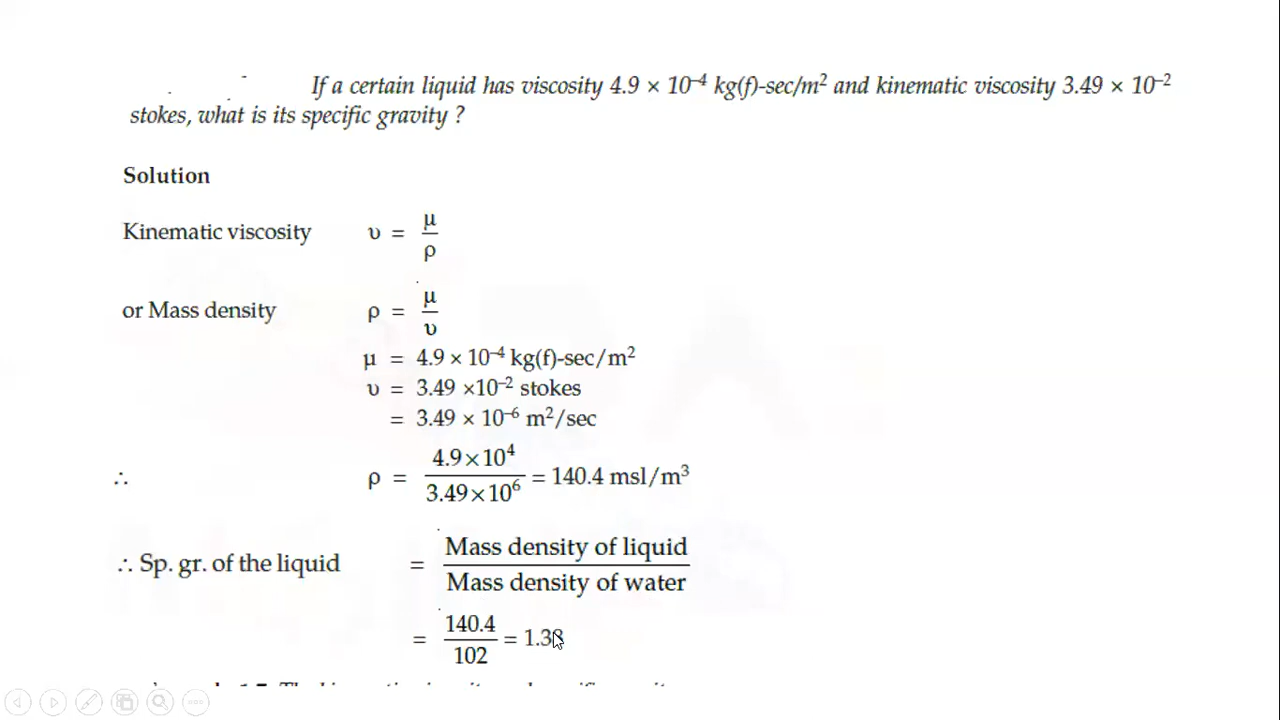 If a certain liquid has viscosity 4.9 × 10⁻⁴ kg(f)-sec/m² and kinematic viscosity 3.49 × 10⁻²
stokes, what is its specific gravity ?
Solution
Kinematic viscosity υ = μ/ρ
or Mass density ρ = μ/υ
μ = 4.9 × 10⁻⁴ kg(f)-sec/m²
υ = 3.49 ×10⁻² stokes
= 3.49 × 10⁻⁶ m²/sec
∴ ρ = 4.9×10⁴/3.49×10⁶ = 140.4 msl/m³
∴ Sp. gr. of the liquid = Mass density of liquid/Mass density of water
= 140.4/102 = 1.38